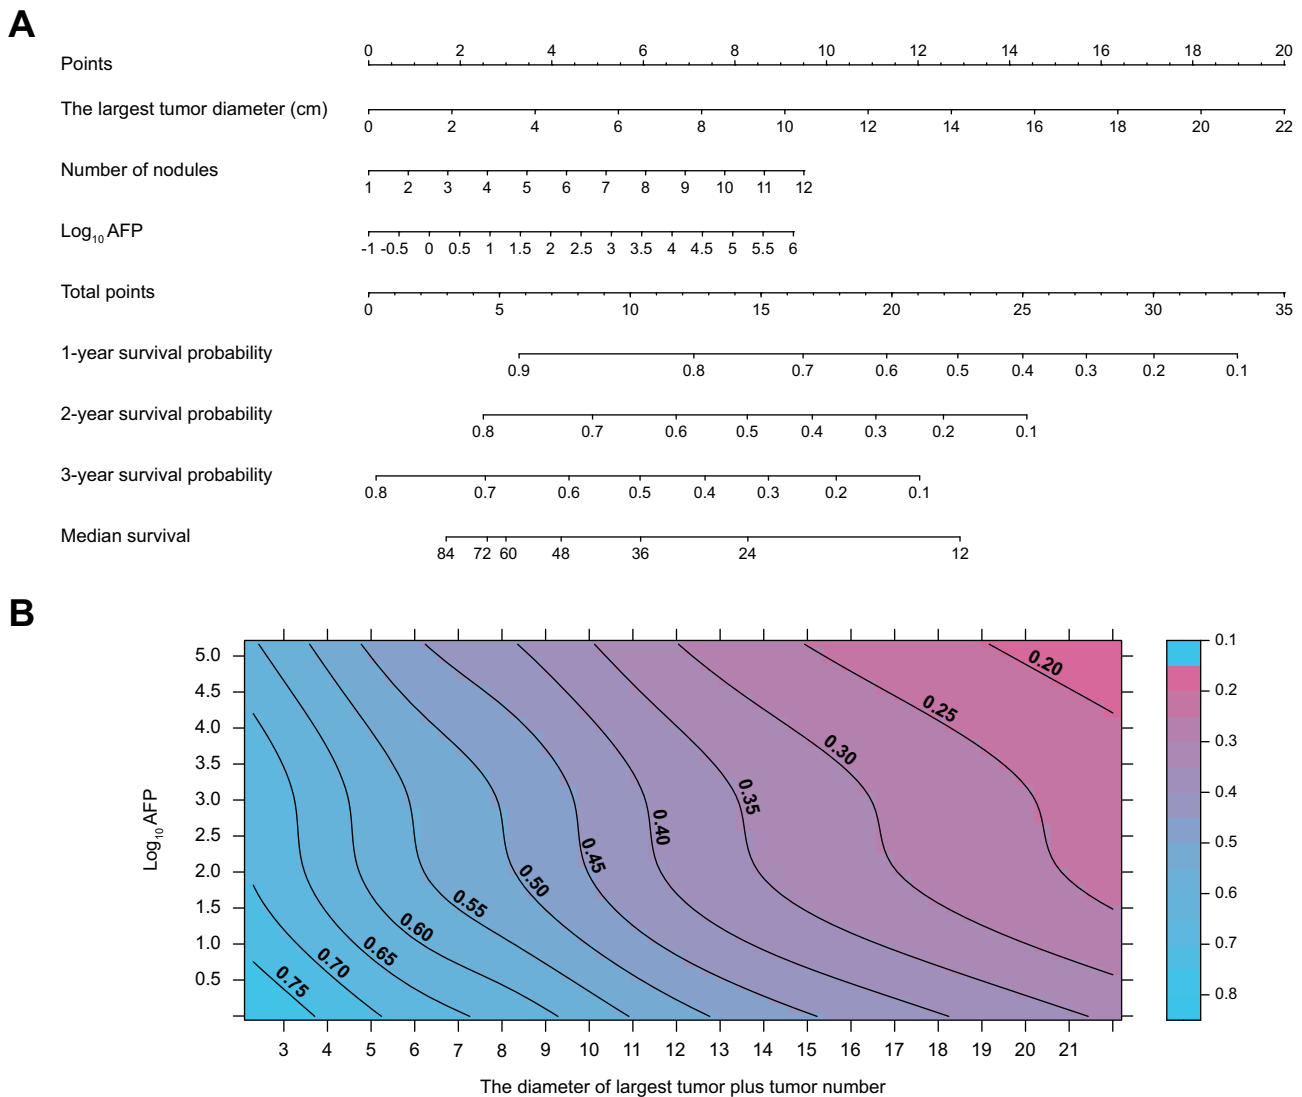 A
Points
0 2 4 6 8 10 12 14 16 18 20
The largest tumor diameter (cm)
0 2 4 6 8 10 12 14 16 18 20 22
Number of nodules
1 2 3 4 5 6 7 8 9 10 11 12
Log10 AFP
-1 -0.5 0 0.5 1 1.5 2 2.5 3 3.5 4 4.5 5 5.5 6
Total points
0 5 10 15 20 25 30 35
1-year survival probability
0.9 0.8 0.7 0.6 0.5 0.4 0.3 0.2 0.1
2-year survival probability
0.8 0.7 0.6 0.5 0.4 0.3 0.2 0.1
3-year survival probability
0.8 0.7 0.6 0.5 0.4 0.3 0.2 0.1
Median survival
84 72 60 48 36 24 12
B
Log10 AFP
5.0
4.5
4.0
3.5
3.0
2.5
2.0
1.5
1.0
0.5
0.75
0.70
0.65
0.60
0.55
0.50
0.45
0.40
0.35
0.30
0.25
0.20
0.1
0.2
0.3
0.4
0.5
0.6
0.7
0.8
3 4 5 6 7 8 9 10 11 12 13 14 15 16 17 18 19 20 21
The diameter of largest tumor plus tumor number